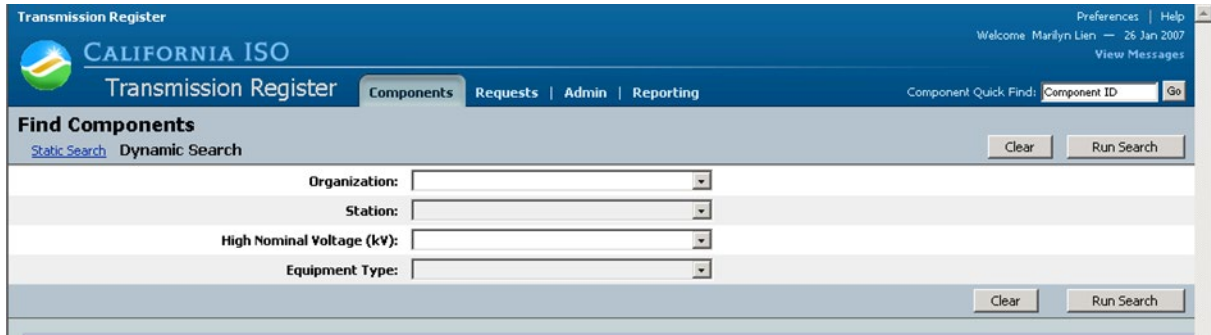 Transmission Register
Preferences | Help
Welcome Marilyn Lien — 26 Jan 2007
View Messages
CALIFORNIA ISO
Transmission Register
Components Requests | Admin | Reporting
Component Quick Find: Component ID Go
Find Components
Static Search Dynamic Search
Clear Run Search
Organization:
Station:
High Nominal Voltage (kV):
Equipment Type:
Clear Run Search